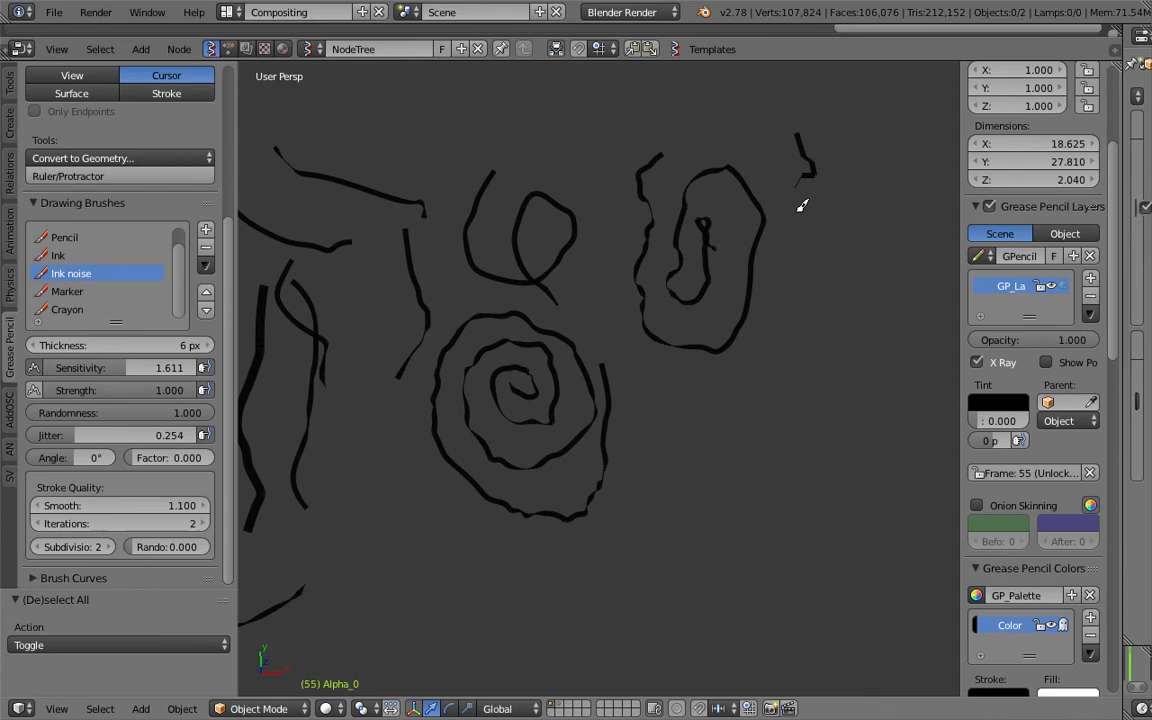 File Render Window Help Compositing Scene Blender Render v2.78 | Verts:107,824 | Faces:106,076 | Tris:212,152 | Objects:0/2 | Lamps:0/0 | Mem:71.54M
View Select Add Node NodeTree F Templates
View Cursor
Surface Stroke
Only Endpoints
Tools:
Convert to Geometry...
Ruler/Protractor
Drawing Brushes
Pencil
Ink
Ink noise
Marker
Crayon
Thickness: 6 px
Sensitivity: 1.611
Strength: 1.000
Randomness: 1.000
Jitter: 0.254
Angle: 0° Factor: 0.000
Stroke Quality:
Smooth: 1.100
Iterations: 2
Subdivisio: 2 Rando:0.000
Brush Curves
(De)select All
Action
Toggle
Tools
Create
Relations
Animation
Physics
Grease Pencil
AddOSC
AN
SV
User Persp
(55) Alpha_0
y
X: 1.000
Y: 1.000
Z: 1.000
Dimensions:
X: 18.625
Y: 27.810
Z: 2.040
Grease Pencil Layers
Scene Object
GPencil F
GP_La
Opacity: 1.000
X Ray Show Po
Tint Parent:
: 0.000 Object
0 p
Frame: 55 (Unlock...
Onion Skinning
Befo: 0 After: 0
Grease Pencil Colors
GP_Palette
Color
Stroke: Fill:
View Select Add Object Object Mode Global